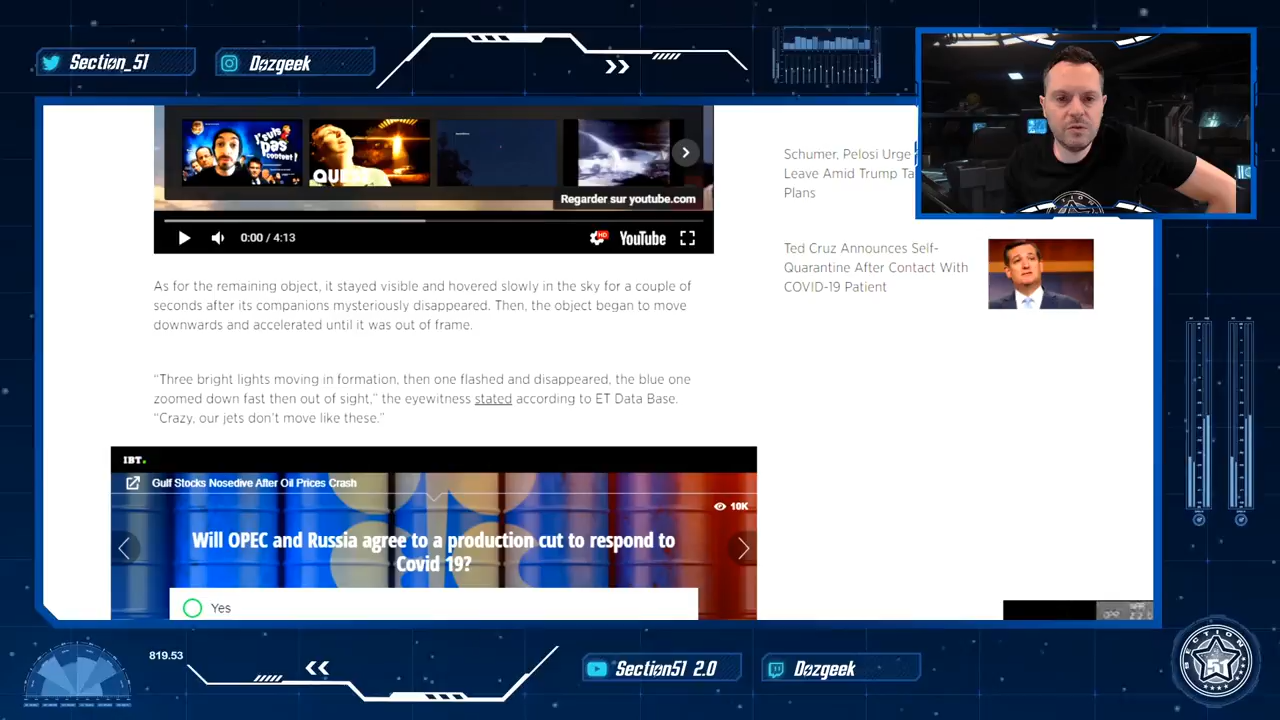 Section_51
Dozgeek
J'suis
pas
content!
QUE
Regarder sur youtube.com
0:00 / 4:13
HD
YouTube
As for the remaining object, it stayed visible and hovered slowly in the sky for a couple of
seconds after its companions mysteriously disappeared. Then, the object began to move
downwards and accelerated until it was out of frame.
“Three bright lights moving in formation, then one flashed and disappeared, the blue one
zoomed down fast then out of sight,” the eyewitness stated according to ET Data Base.
“Crazy, our jets don’t move like these.”
IBT.
Gulf Stocks Nosedive After Oil Prices Crash
10K
Will OPEC and Russia agree to a production cut to respond to
Covid 19?
Yes
Schumer, Pelosi Urge
Leave Amid Trump Ta
Plans
Ted Cruz Announces Self-
Quarantine After Contact With
COVID-19 Patient
819.53
Section51 2.0
Dozgeek
51